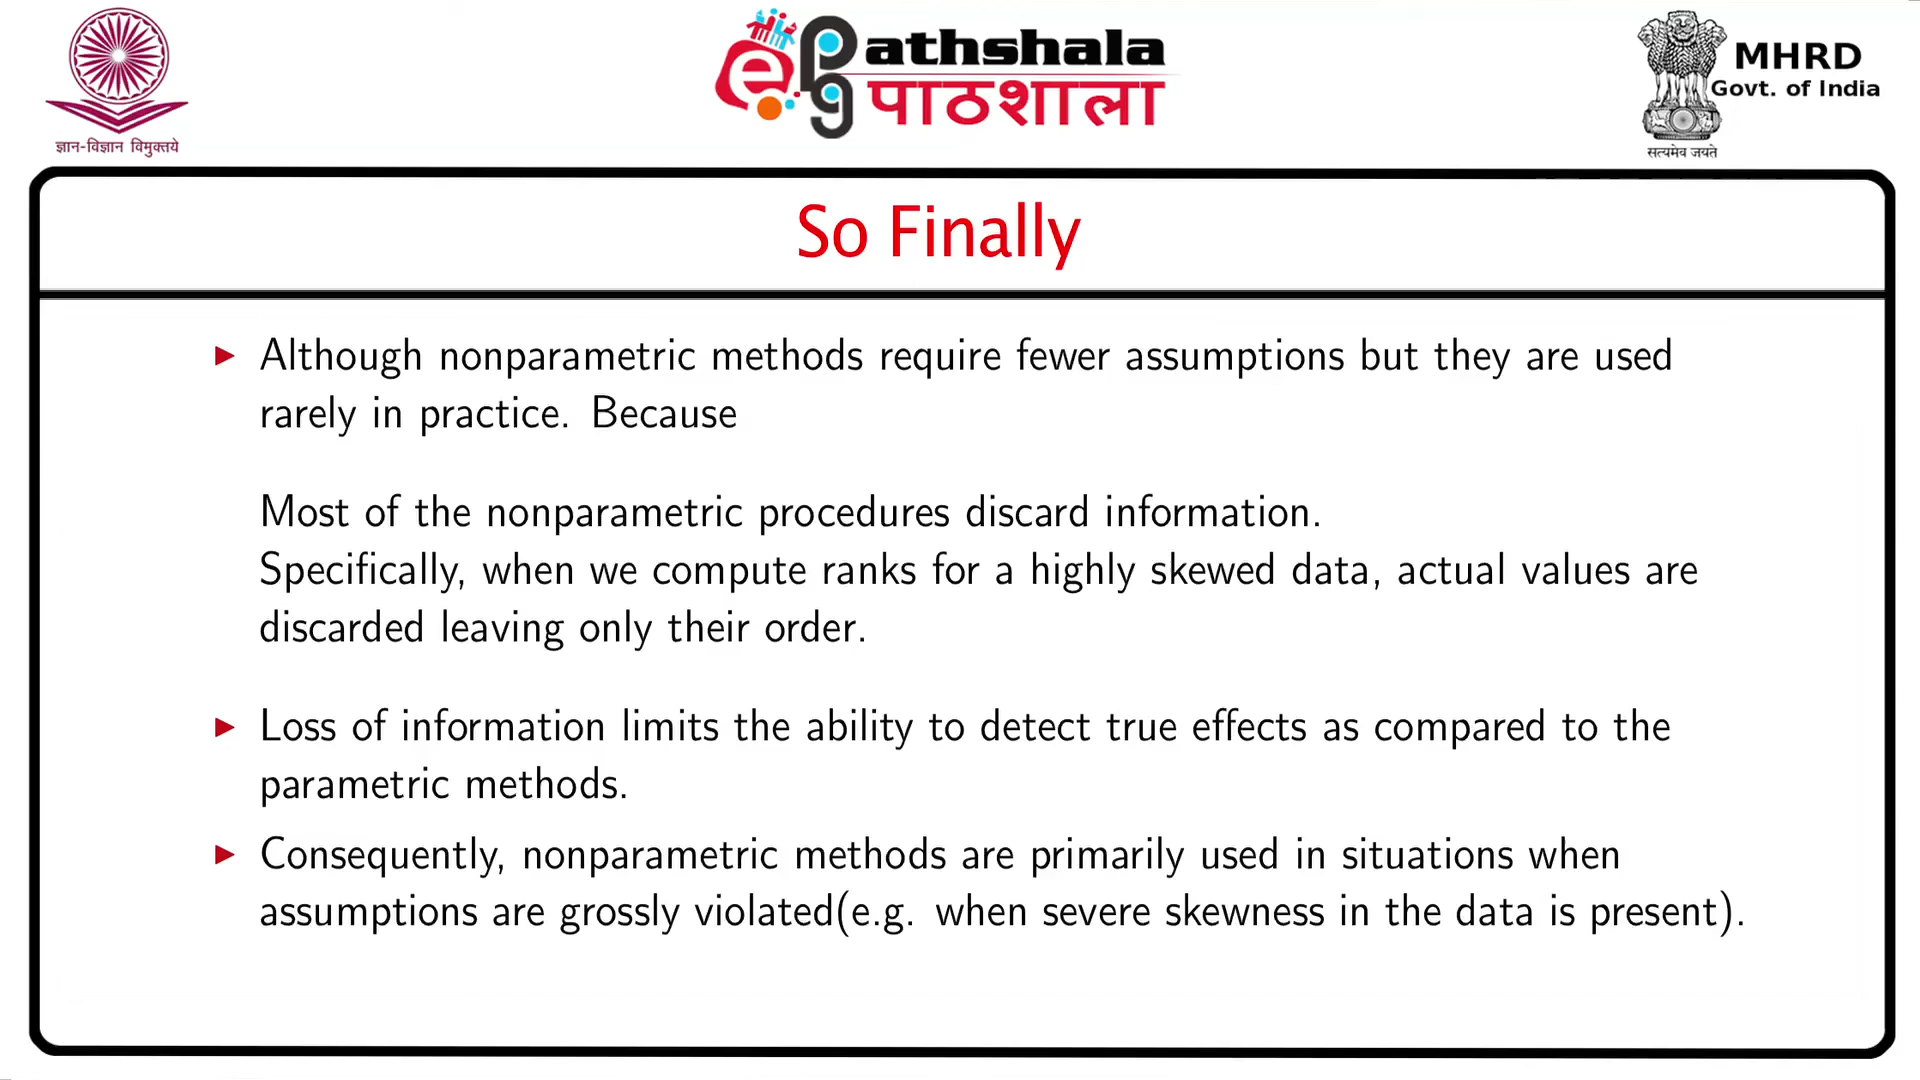 ज्ञान-विज्ञान विमुक्तये
epg
athshala
पाठशाला
MHRD
Govt. of India
सत्यमेव जयते
So Finally
Although nonparametric methods require fewer assumptions but they are used
rarely in practice. Because
Most of the nonparametric procedures discard information.
Specifically, when we compute ranks for a highly skewed data, actual values are
discarded leaving only their order.
Loss of information limits the ability to detect true effects as compared to the
parametric methods.
Consequently, nonparametric methods are primarily used in situations when
assumptions are grossly violated(e.g. when severe skewness in the data is present).